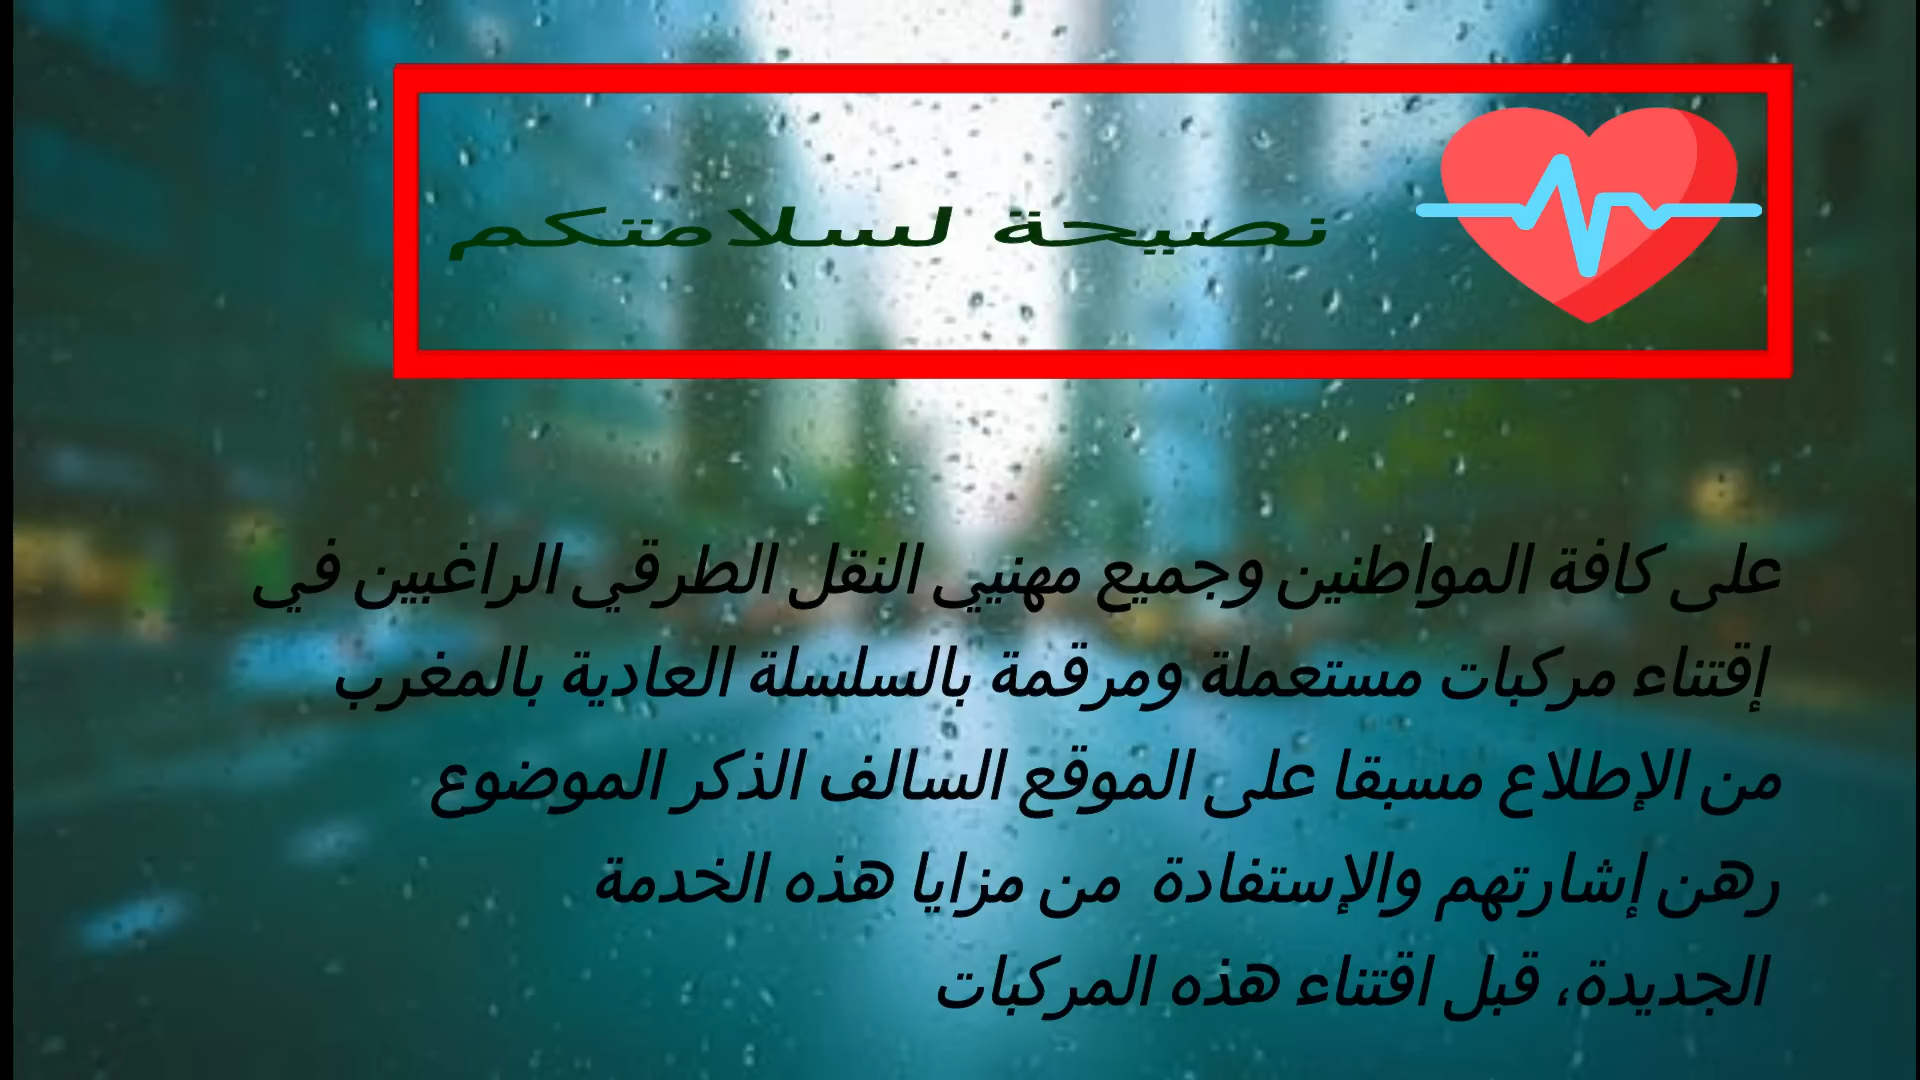 نصيحة لسلامتكم
على كافة المواطنين وجميع مهنيي النقل الطرقي الراغبين في
إقتناء مركبات مستعملة ومرقمة بالسلسلة العادية بالمغرب
من الإطلاع مسبقا على الموقع السالف الذكر الموضوع
رهن إشارتهم والإستفادة من مزايا هذه الخدمة
الجديدة، قبل اقتناء هذه المركبات